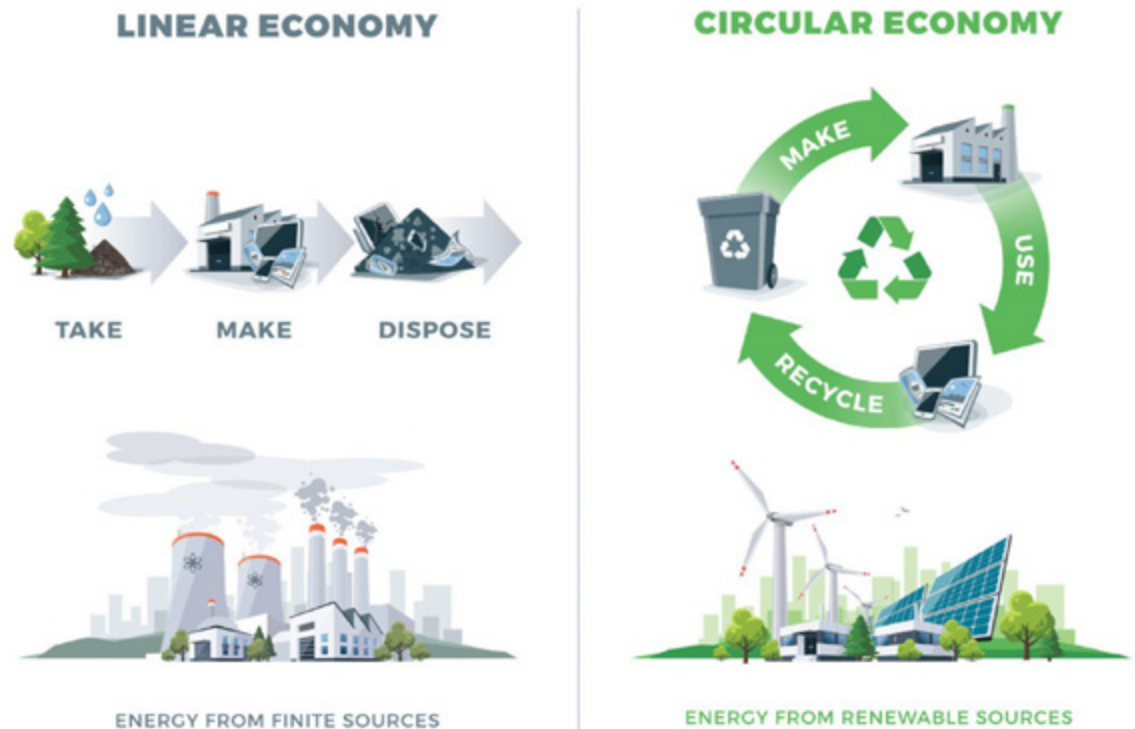 LINEAR ECONOMY
TAKE
MAKE
DISPOSE
ENERGY FROM FINITE SOURCES
CIRCULAR ECONOMY
MAKE
USE
RECYCLE
ENERGY FROM RENEWABLE SOURCES